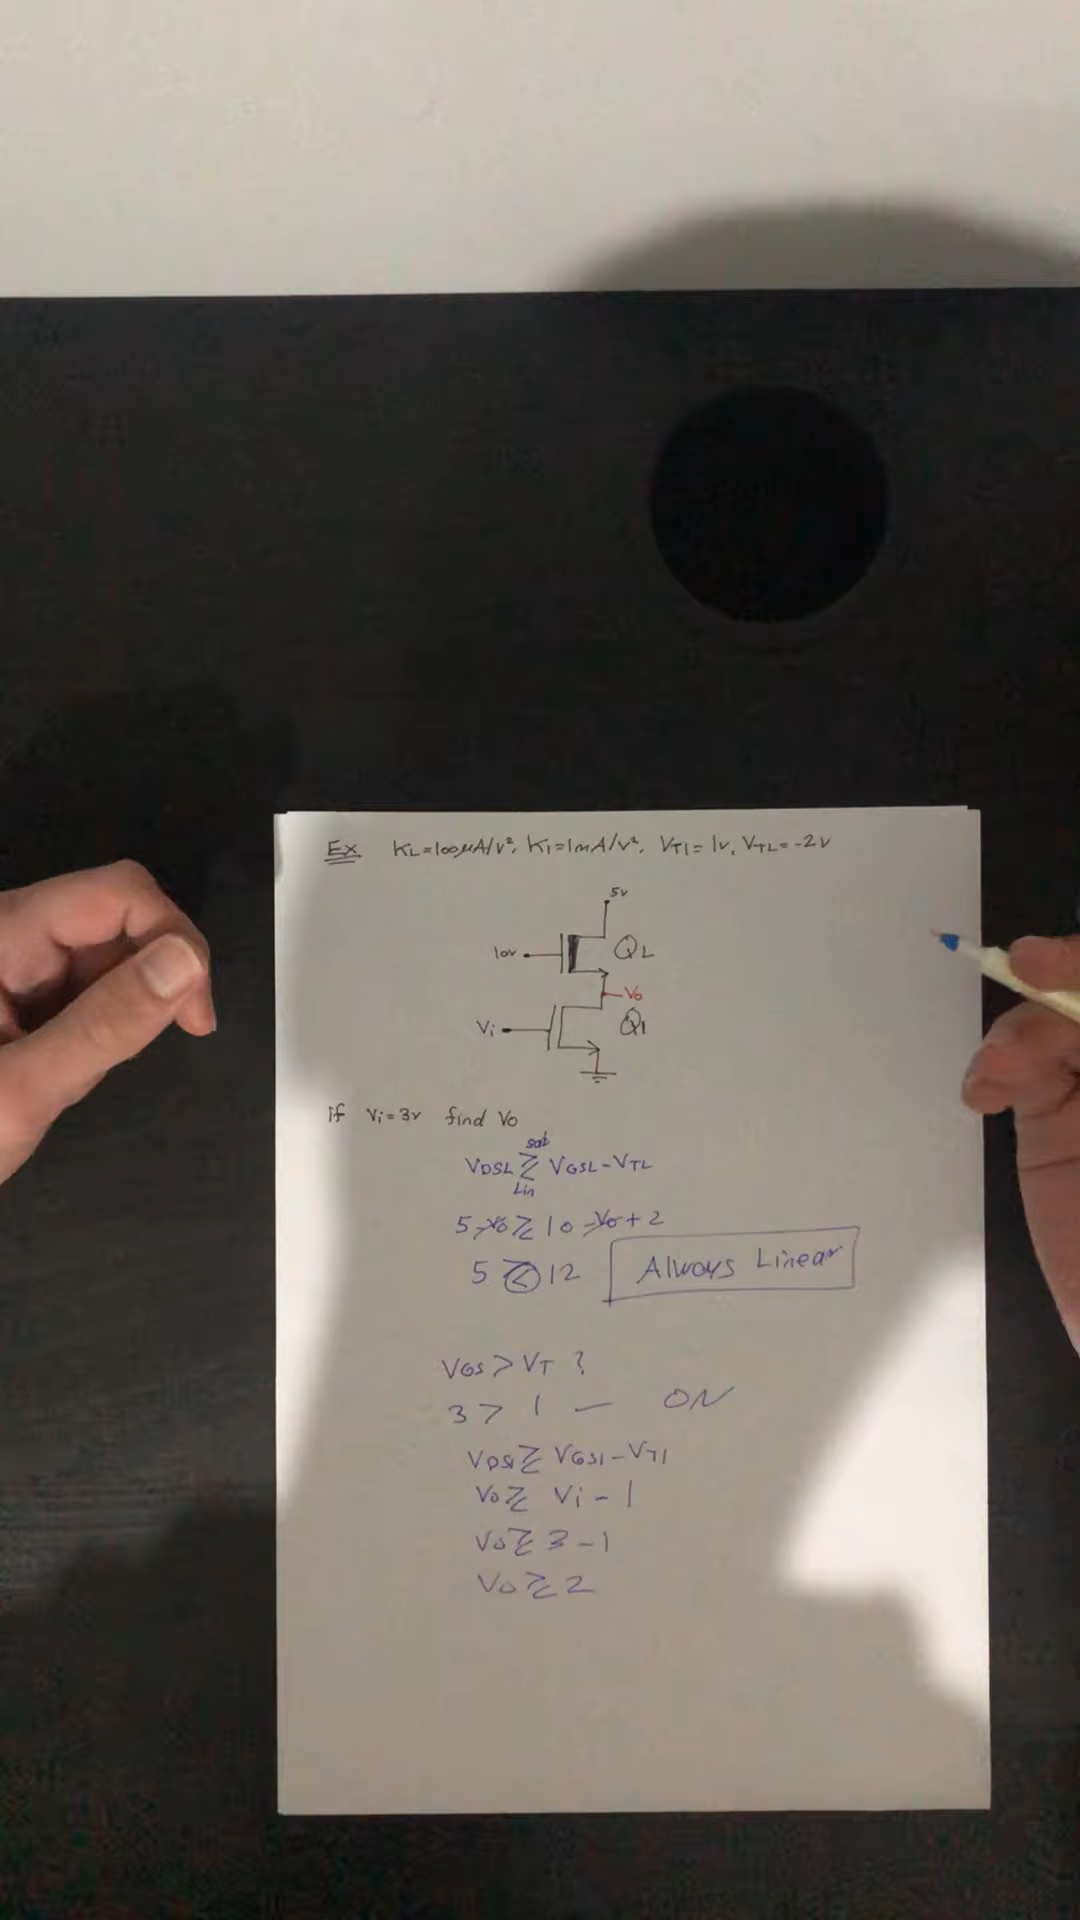 Ex KL=100μA/V², K1=1mA/V², VT1=1V, VTL=-2V
5V
10V
QL
Vo
Vi
Q1
if Vi=3V find Vo
sat
VDSL ≷ VGSL-VTL
Lin
5-Vo ≷ 10-Vo+2
5 < 12 Always Linear
VGS > VT ?
3 > 1 – ON
VDS1 ≷ VGS1-VT1
Vo ≷ Vi-1
Vo ≷ 3-1
Vo ≷ 2